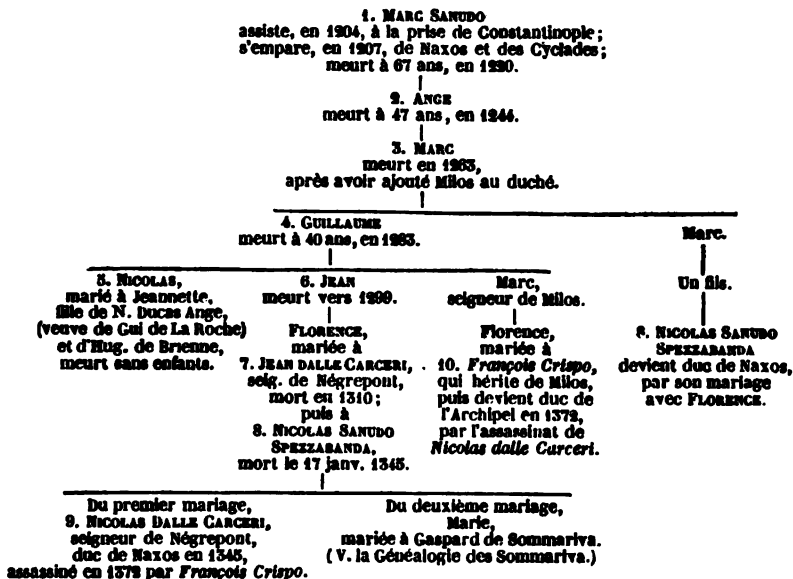 1. MARC SANUDO
assiste, en 1204, à la prise de Constantinople;
s'empare, en 1207, de Naxos et des Cyclades;
meurt à 67 ans, en 1220.
2. ANGE
meurt à 47 ans, en 1244.
3. MARC
meurt en 1263,
après avoir ajouté Milos au duché.
4. GUILLAUME
meurt à 40 ans, en 1283.
Marc.
Un fils.
8. NICOLAS SANUDO
SPEZZABANDA
devient duc de Naxos,
par son mariage
avec FLORENCE.
5. NICOLAS,
marié à Jeannette,
fille de N. Ducas Ange,
(veuve de Gui de La Roche)
et d'Hug. de Brienne,
meurt sans enfants.
6. JEAN
meurt vers 1299.
FLORENCE,
mariée à
7. JEAN DALLE CARCERI,
seig. de Négrepont,
mort en 1310;
puis à
8. NICOLAS SANUDO
SPEZZABANDA,
mort le 17 janv. 1345.
Marc,
seigneur de Milos.
Florence,
mariée à
10. François Crispo,
qui hérite de Milos,
puis devient duc de
l'Archipel en 1372,
par l'assassinat de
Nicolas dalle Carceri.
Du premier mariage,
9. NICOLAS DALLE CARCERI,
seigneur de Négrepont,
duc de Naxos en 1345,
assassiné en 1372 par François Crispo.
Du deuxième mariage,
Marie,
mariée à Gaspard de Sommariva.
(V. la Généalogie des Sommariva.)